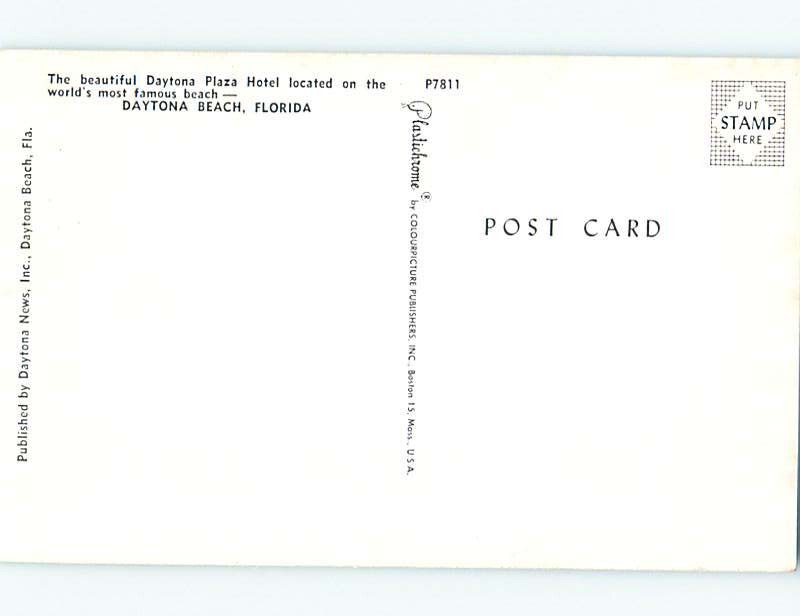 The beautiful Daytona Plaza Hotel located on the
world's most famous beach —
DAYTONA BEACH, FLORIDA
P7811
PUT
STAMP
HERE
POST CARD
Plastichrome ® by COLOURPICTURE PUBLISHERS, INC., Boston 15, Mass., U.S.A.
Published by Daytona News, Inc., Daytona Beach, Fla.